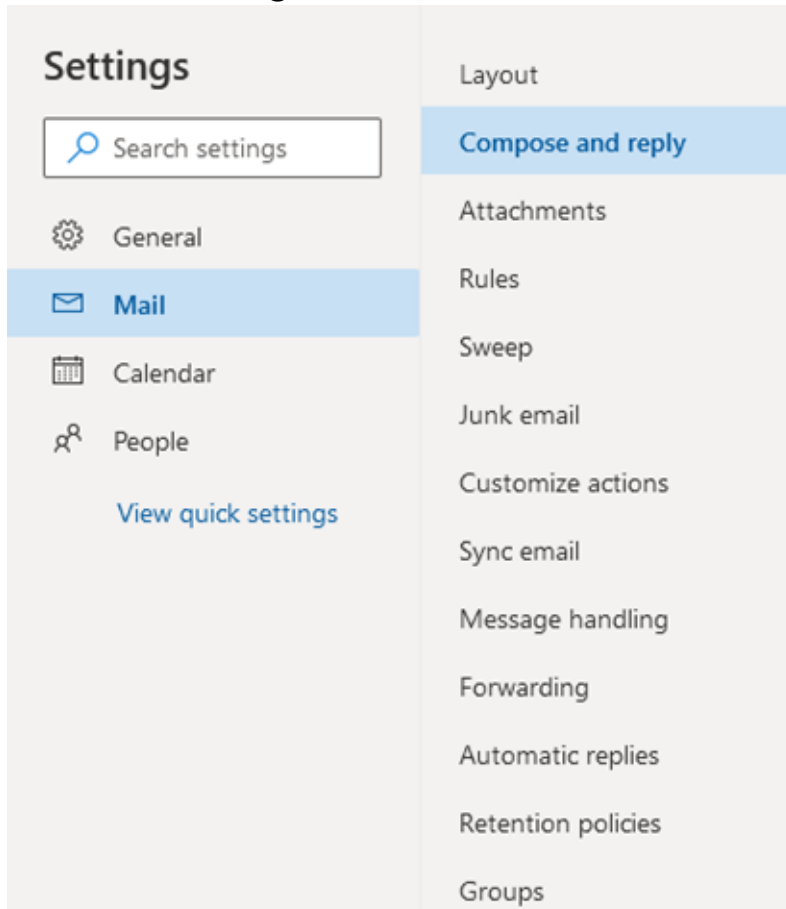 Settings
Search settings
General
Mail
Calendar
People
View quick settings
Layout
Compose and reply
Attachments
Rules
Sweep
Junk email
Customize actions
Sync email
Message handling
Forwarding
Automatic replies
Retention policies
Groups